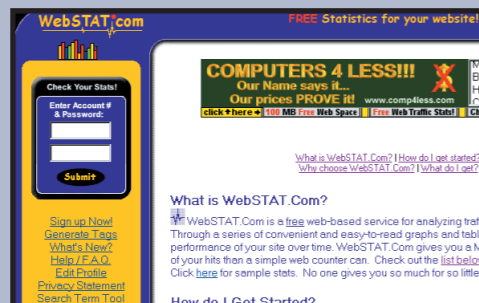 WebSTAT.com
FREE Statistics for your website!
Check Your Stats!
Enter Account #
& Password:
Submit
Sign up Now!
Generate Tags
What's New?
Help / F.A.Q.
Edit Profile
Privacy Statement
Search Term Tool
COMPUTERS 4 LESS!!!
Our Name says it...
Our prices PROVE it! www.comp4less.com
click here 100 MB Free Web Space Free Web Traffic Stats!
What is WebSTAT.Com? | How do I get started?
Why choose WebSTAT.Com? | What do I get?
What is WebSTAT.Com?
WebSTAT.Com is a free web-based service for analyzing
Through a series of convenient and easy-to-read graphs and
performance of your site over time. WebSTAT.Com gives you a
of your hits than a simple web counter can. Check out the list
Click here for sample stats. No one gives you so much for so little
How do I Get Started?